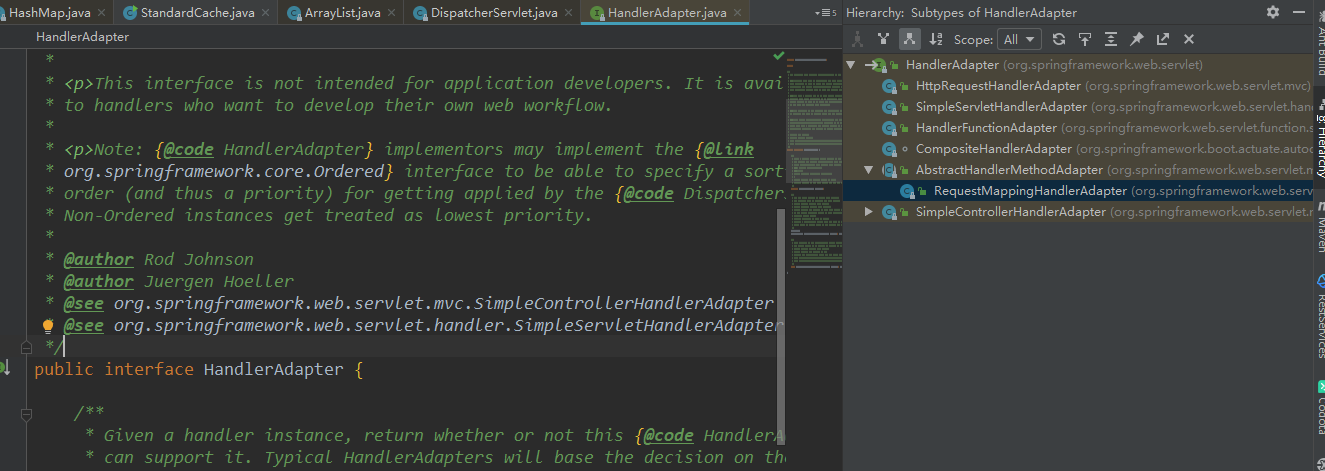 HashMap.java
StandardCache.java
ArrayList.java
DispatcherServlet.java
HandlerAdapter.java
5
HandlerAdapter
*
* <p>This interface is not intended for application developers. It is avai
* to handlers who want to develop their own web workflow.
*
* <p>Note: {@code HandlerAdapter} implementors may implement the {@link
* org.springframework.core.Ordered} interface to be able to specify a sort
* order (and thus a priority) for getting applied by the {@code Dispatcher
* Non-Ordered instances get treated as lowest priority.
*
* @author Rod Johnson
* @author Juergen Hoeller
* @see org.springframework.web.servlet.mvc.SimpleControllerHandlerAdapter
* @see org.springframework.web.servlet.handler.SimpleServletHandlerAdapter
*/
public interface HandlerAdapter {
/**
* Given a handler instance, return whether or not this {@code HandlerA
* can support it. Typical HandlerAdapters will base the decision on the
Hierarchy: Subtypes of HandlerAdapter
Scope: All
HandlerAdapter (org.springframework.web.servlet)
HttpRequestHandlerAdapter (org.springframework.web.servlet.mvc)
SimpleServletHandlerAdapter (org.springframework.web.servlet.han
HandlerFunctionAdapter (org.springframework.web.servlet.function.s
CompositeHandlerAdapter (org.springframework.boot.actuate.autoc
AbstractHandlerMethodAdapter (org.springframework.web.servlet.m
RequestMappingHandlerAdapter (org.springframework.web.serv
SimpleControllerHandlerAdapter (org.springframework.web.servlet.m
Ant Build
Hierarchy
Maven
RestServices
Codota